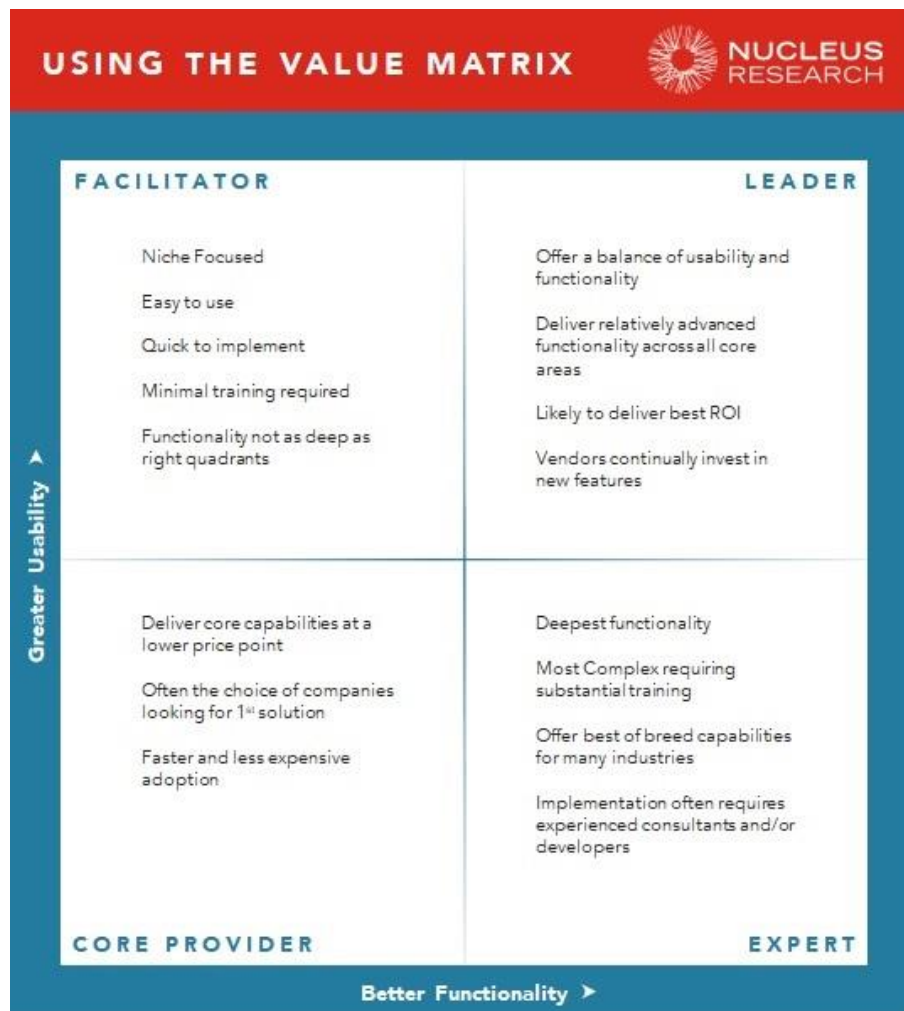 USING THE VALUE MATRIX
NUCLEUS
RESEARCH
FACILITATOR
Niche Focused
Easy to use
Quick to implement
Minimal training required
Functionality not as deep as
right quadrants
LEADER
Offer a balance of usability and
functionality
Deliver relatively advanced
functionality across all core
areas
Likely to deliver best ROI
Vendors continually invest in
new features
Greater Usability ➤
Deliver core capabilities at a
lower price point
Often the choice of companies
looking for 1st solution
Faster and less expensive
adoption
CORE PROVIDER
Deepest functionality
Most Complex requiring
substantial training
Offer best of breed capabilities
for many industries
Implementation often requires
experienced consultants and/or
developers
EXPERT
Better Functionality ➤